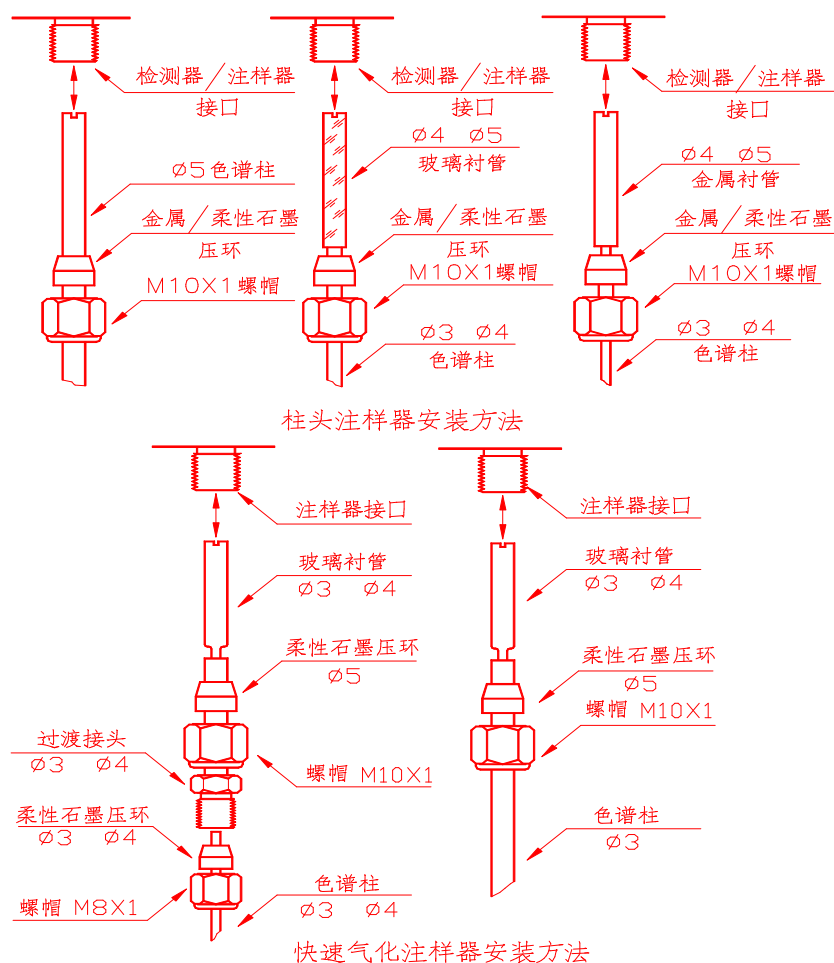 检测器/注样器
接口
ø5色谱柱
金属/柔性石墨
压环
M10X1螺帽
检测器/注样器
接口
ø4 ø5
玻璃衬管
金属/柔性石墨
压环
M10X1螺帽
ø3 ø4
色谱柱
检测器/注样器
接口
ø4 ø5
金属衬管
金属/柔性石墨
压环
M10X1螺帽
ø3 ø4
色谱柱
柱头注样器安装方法
注样器接口
玻璃衬管
ø3 ø4
柔性石墨压环
ø5
过渡接头
ø3 ø4
螺帽 M10X1
柔性石墨压环
ø3 ø4
螺帽 M8X1
色谱柱
ø3 ø4
注样器接口
玻璃衬管
ø3 ø4
柔性石墨压环
ø5
螺帽 M10X1
色谱柱
ø3
快速气化注样器安装方法